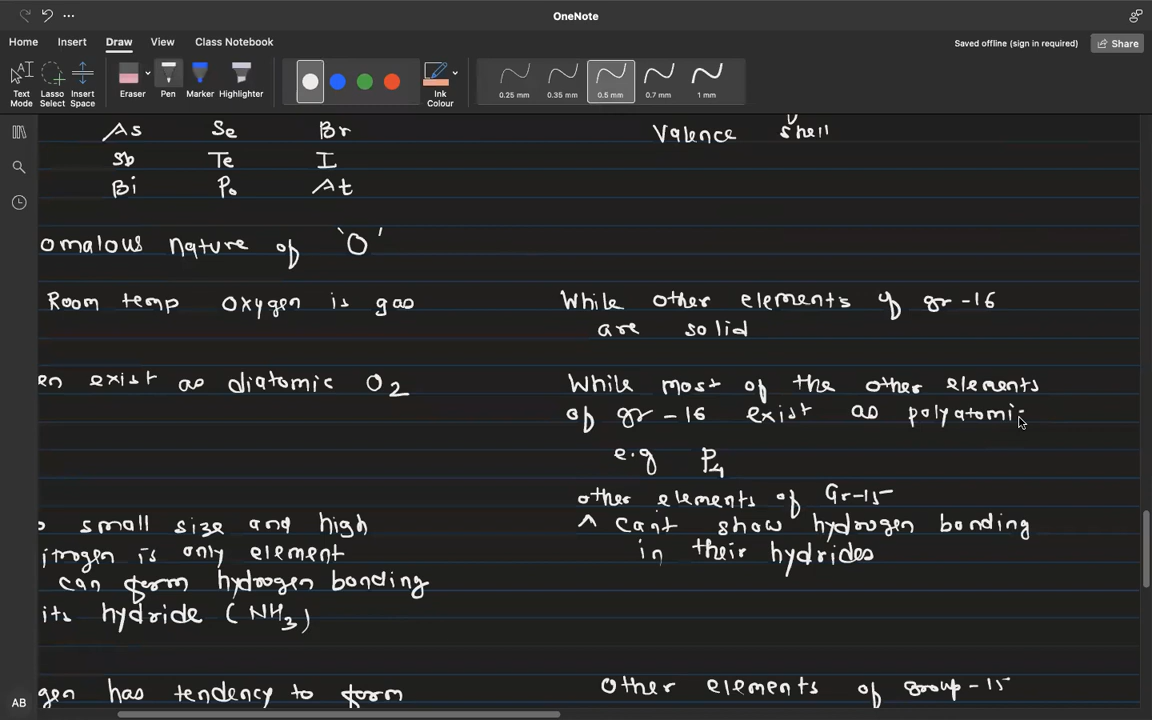 OneNote
Home Insert Draw View Class Notebook
Saved offline (sign in required) Share
Text Mode Lasso Select Insert Space Eraser Pen Marker Highlighter Ink Colour 0.25 mm 0.35 mm 0.5 mm 0.7 mm 1 mm
As Se Br
Valence shell
Sb Te I
Bi Po At
omalous nature of 'O'
Room temp oxygen is gas
While other elements of gr-16
are solid
en exist as diatomic O2
While most of the other elements
of gr-16 exist as polyatomic
e.g P4
other elements of Gr-15
^ can't show hydrogen bonding
in their hydrides
small size and high
itrogen is only element
can form hydrogen bonding
its hydride (NH3)
gen has tendency to form
Other elements of group-15
AB